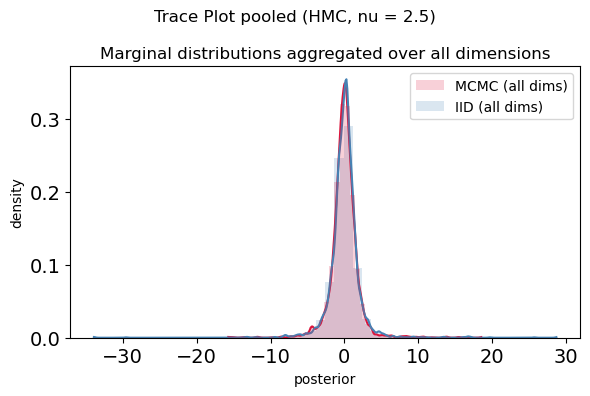 Trace Plot pooled (HMC, nu = 2.5)
Marginal distributions aggregated over all dimensions
MCMC (all dims)
IID (all dims)
density
0.3
0.2
0.1
0.0
−30
−20
−10
0
10
20
30
posterior